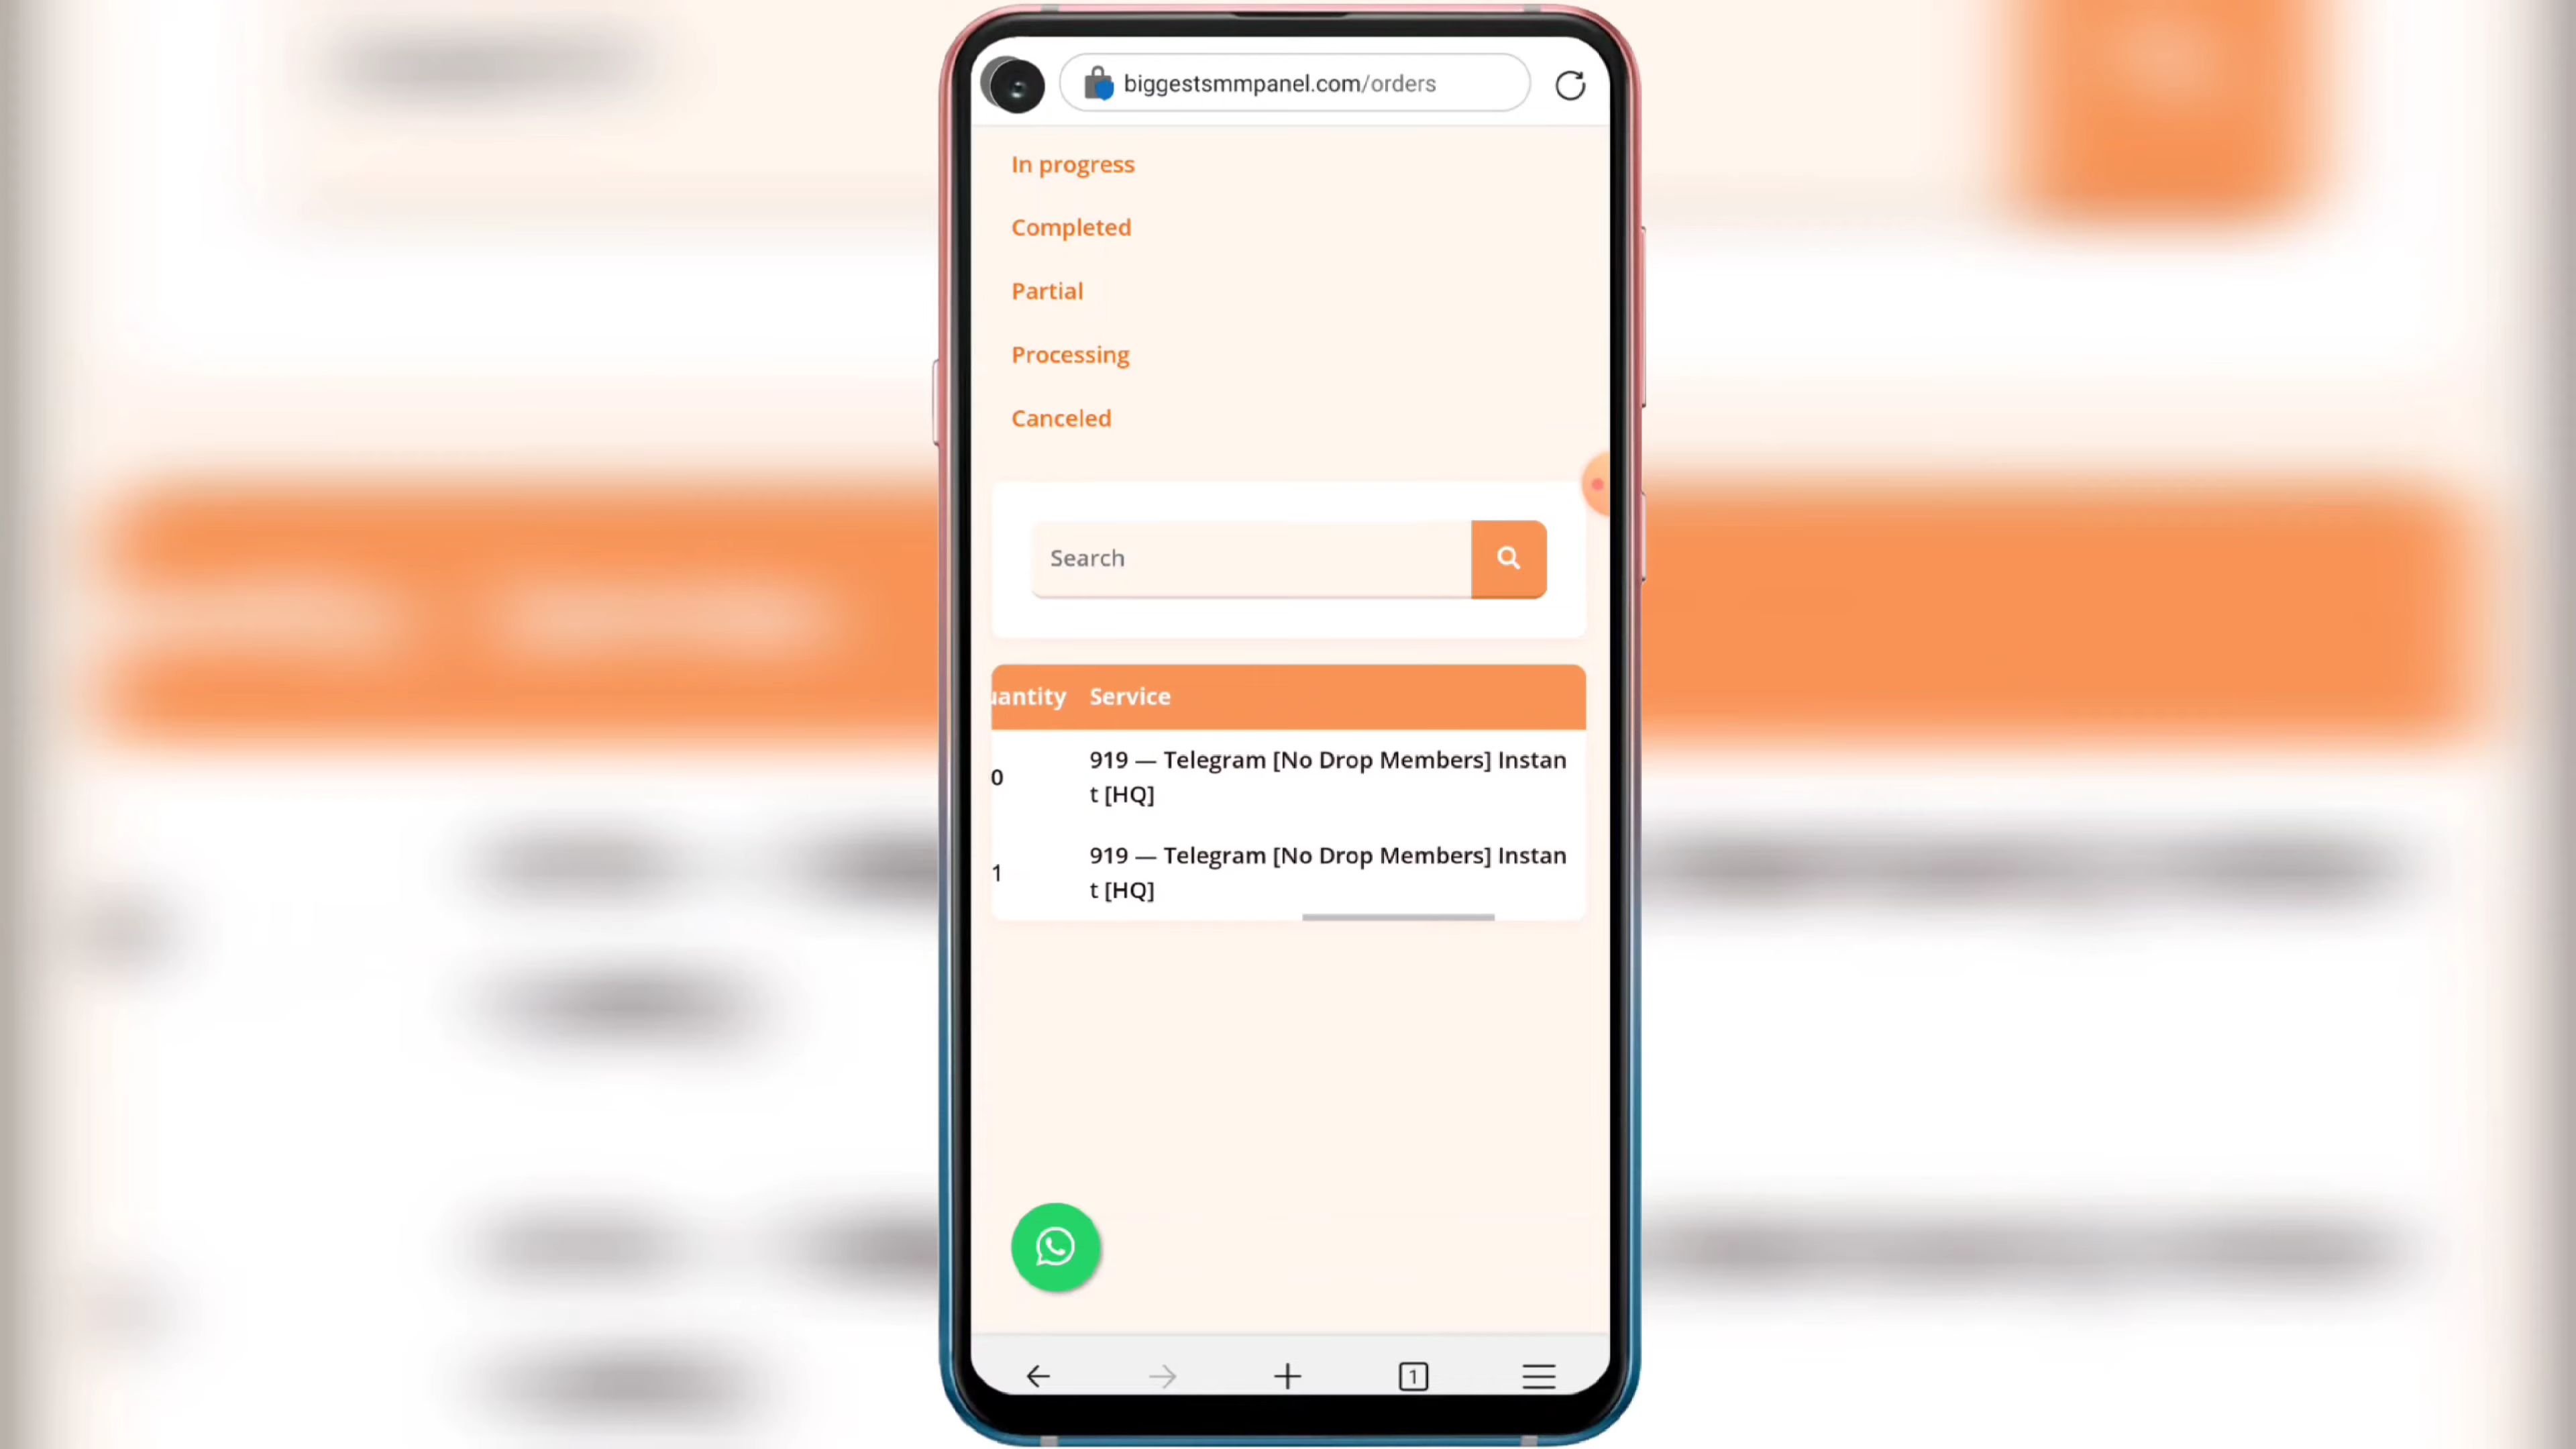 biggestsmmpanel.com/orders
In progress
Completed
Partial
Processing
Canceled
Search
uantity Service
919 — Telegram [No Drop Members] Instan
0
t [HQ]
919 — Telegram [No Drop Members] Instan
1
t [HQ]
1